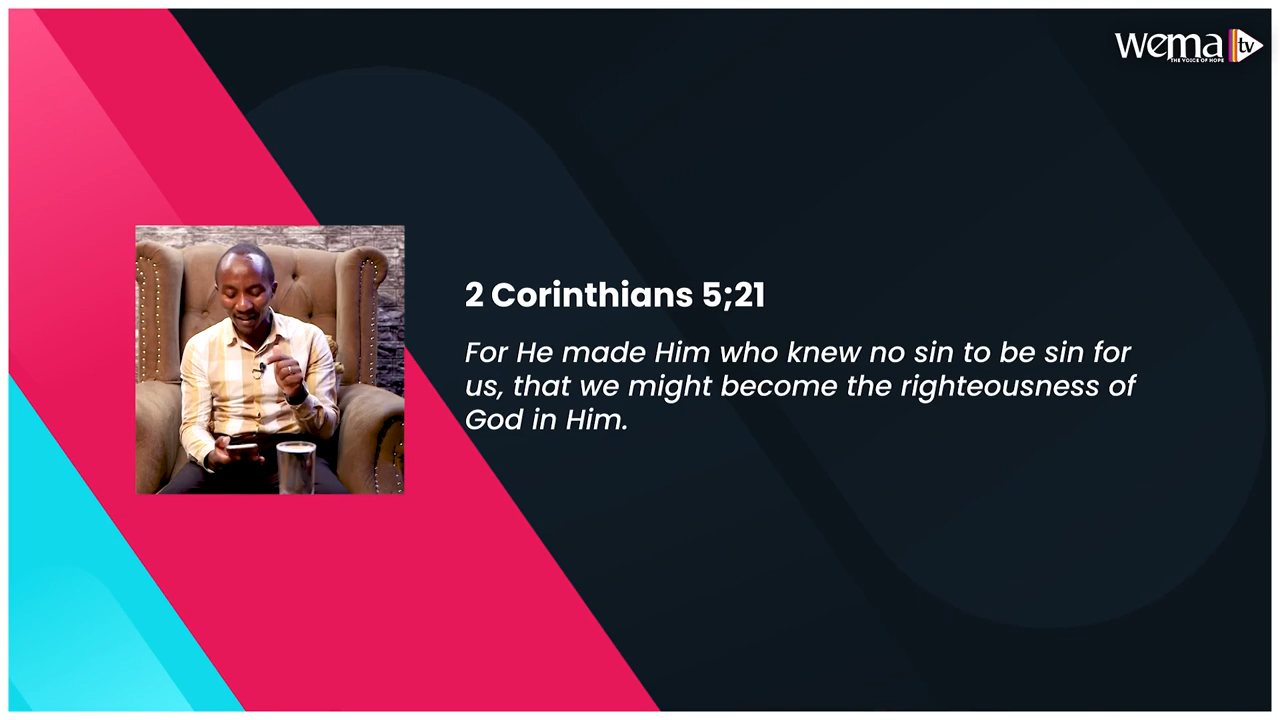 wema tv
THE VOICE OF HOPE
2 Corinthians 5;21
For He made Him who knew no sin to be sin for
us, that we might become the righteousness of
God in Him.